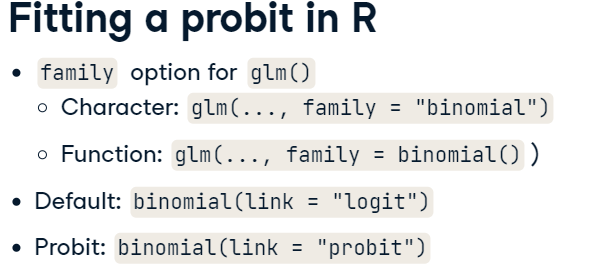 Fitting a probit in R
• family option for glm()
○ Character: glm(..., family = "binomial")
○ Function: glm(..., family = binomial() )
• Default: binomial(link = "logit")
• Probit: binomial(link = "probit")